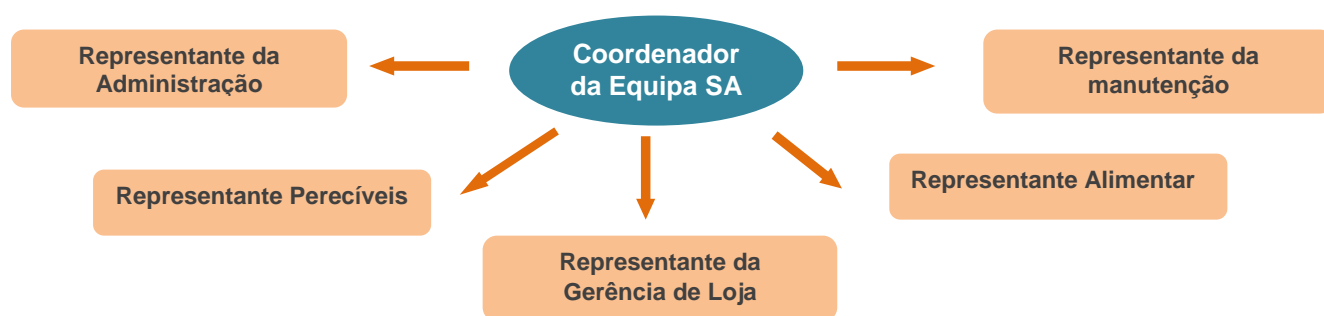 Representante da
Administração
Coordenador
da Equipa SA
Representante da
manutenção
Representante Perecíveis
Representante Alimentar
Representante da
Gerência de Loja